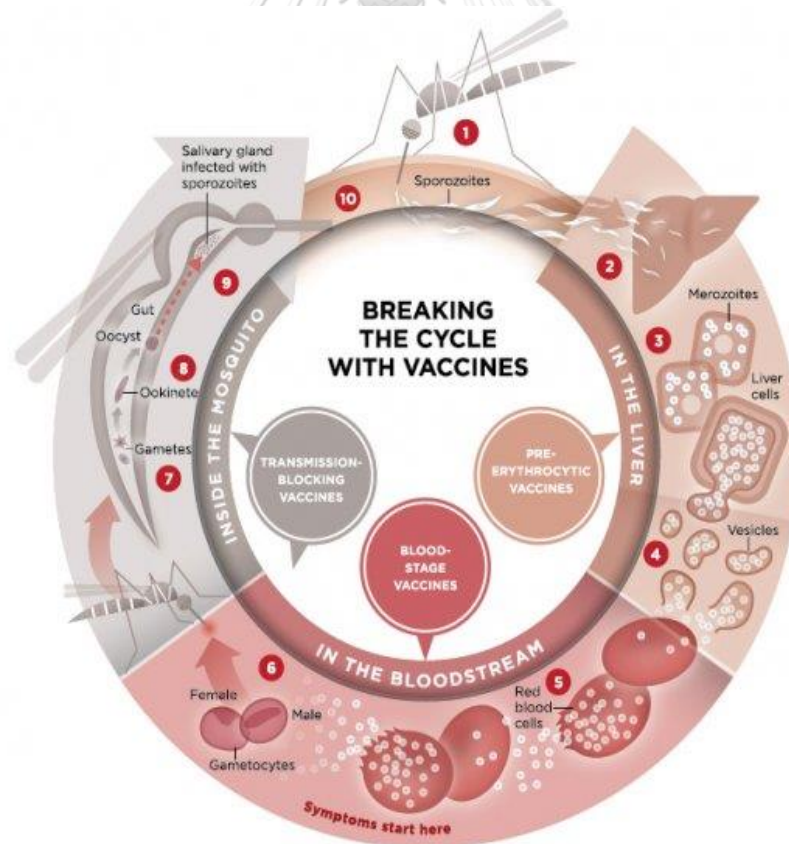 BREAKING
THE CYCLE
WITH VACCINES
1
Sporozoites
2
Merozoites
3
Liver
cells
4
Vesicles
IN THE LIVER
PRE-
ERYTHROCYTIC
VACCINES
5
Red
blood
cells
IN THE BLOODSTREAM
BLOOD-
STAGE
VACCINES
Symptoms start here
6
Female
Male
Gametocytes
INSIDE THE MOSQUITO
TRANSMISSION-
BLOCKING
VACCINES
7
Gametes
Ookinete
8
Oocyst
Gut
9
Salivary gland
infected with
sporozoites
10